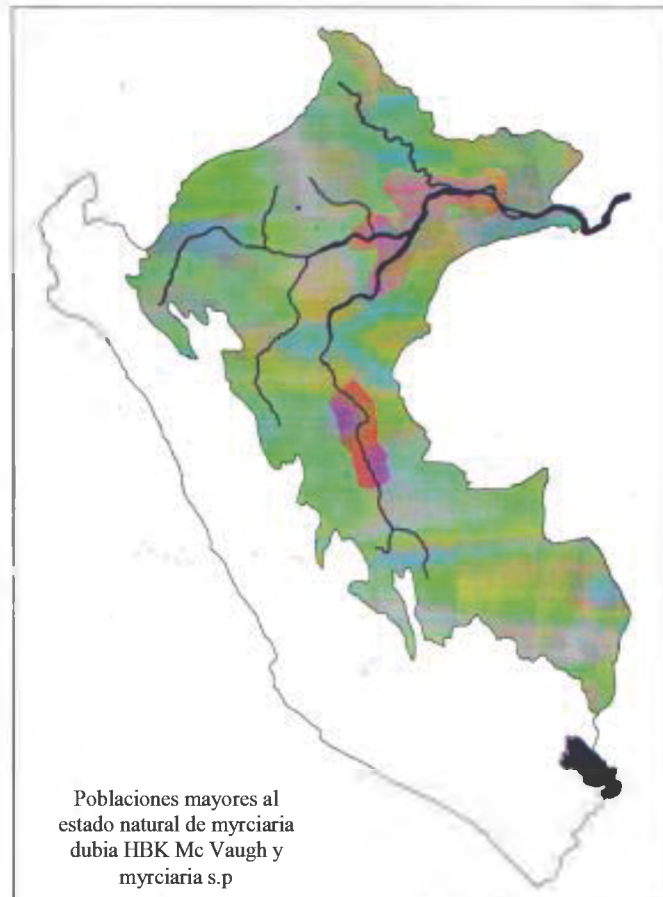 Poblaciones mayores al
estado natural de myrciaria
dubia HBK Mc Vaugh y
myrciaria s.p